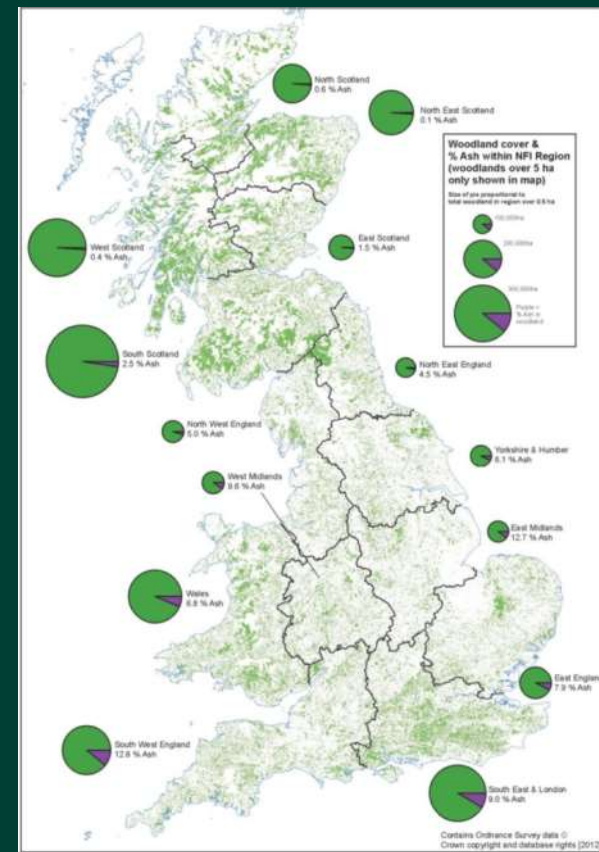 North Scotland
0.6 % Ash
North East Scotland
0.1 % Ash
Woodland cover &
% Ash within NFI Region
(woodlands over 5 ha
only shown in map)
Size of pie proportional to
total woodland in region over 0.5 ha
100,000ha
200,000ha
300,000ha
Purple =
% Ash in
woodland
West Scotland
0.4 % Ash
East Scotland
1.5 % Ash
South Scotland
2.5 % Ash
North East England
4.5 % Ash
North West England
5.0 % Ash
Yorkshire & Humber
6.1 % Ash
West Midlands
9.6 % Ash
East Midlands
12.7 % Ash
Wales
6.8 % Ash
East England
7.9 % Ash
South West England
12.8 % Ash
South East & London
9.0 % Ash
Contains Ordnance Survey data ©
Crown copyright and database rights [2012